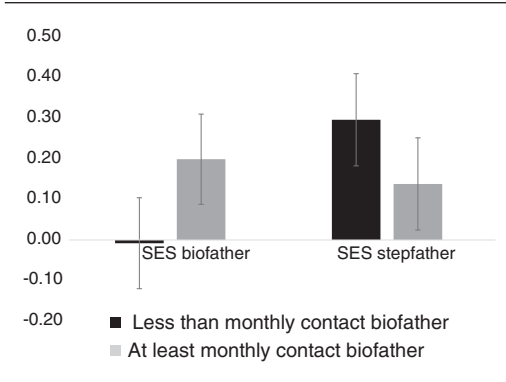 0.50
0.40
0.30
0.20
0.10
0.00
-0.10
-0.20
SES biofather SES stepfather
Less than monthly contact biofather
At least monthly contact biofather